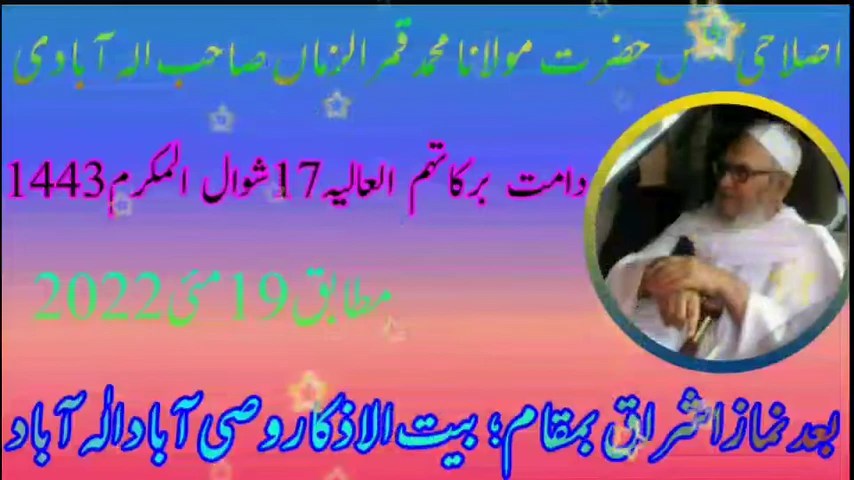 اصلاحی مجلس حضرت مولانا محمد قمر الزماں صاحب الہ آبادی
دامت برکاتہم العالیہ 17 شوال المکرم 1443
مطابق 19 مئی 2022
بعد نماز اشراق بمقام؛ بیت الاذکار وصی آباد الٰہ آباد